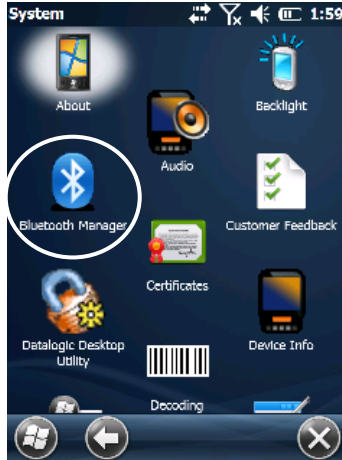 System 1:59
About
Backlight
Audio
Bluetooth Manager
Customer Feedback
Certificates
Datalogic Desktop
Utility
Device Info
Decoding